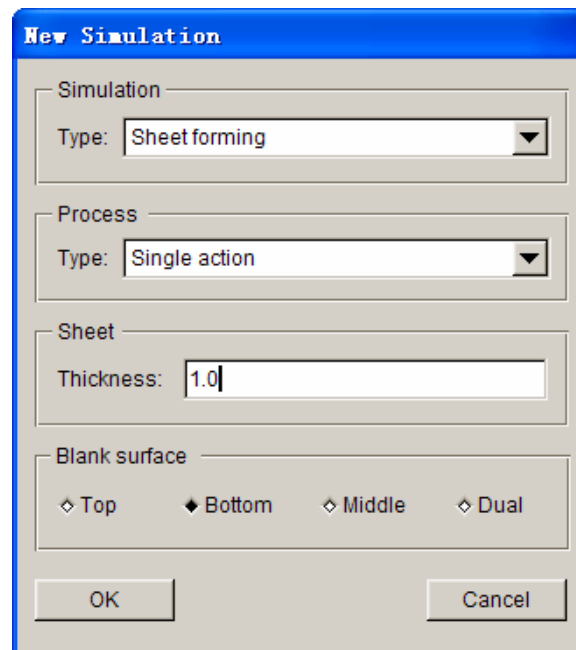 New Simulation
Simulation
Type: Sheet forming
Process
Type: Single action
Sheet
Thickness: 1.0
Blank surface
Top Bottom Middle Dual
OK Cancel